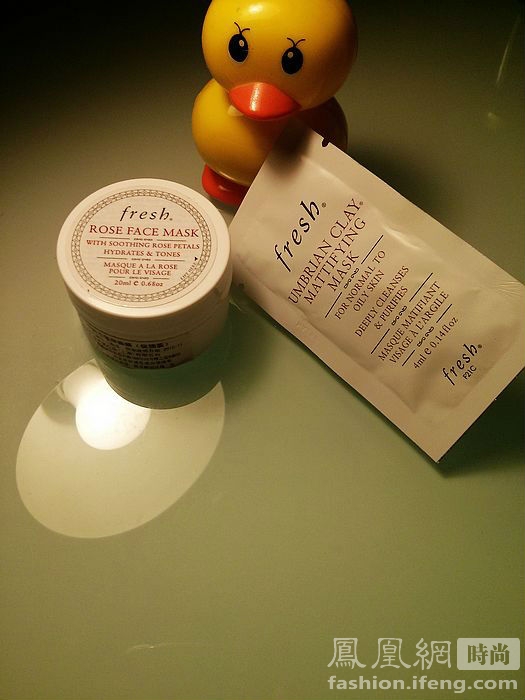 fresh®
ROSE FACE MASK
WITH SOOTHING ROSE PETALS
HYDRATES & TONES
MASQUE A LA ROSE
POUR LE VISAGE
20ml e 0.68oz
fresh®
UMBRIAN CLAY®
MATTIFYING
MASK
FOR NORMAL TO
OILY SKIN
DEEPLY CLEANSES
& PURIFIES
MASQUE MATIFIANT
VISAGE A L'ARGILE
4ml e 0.14floz
fresh®
F21C
鳳凰網 時尚
fashion.ifeng.com